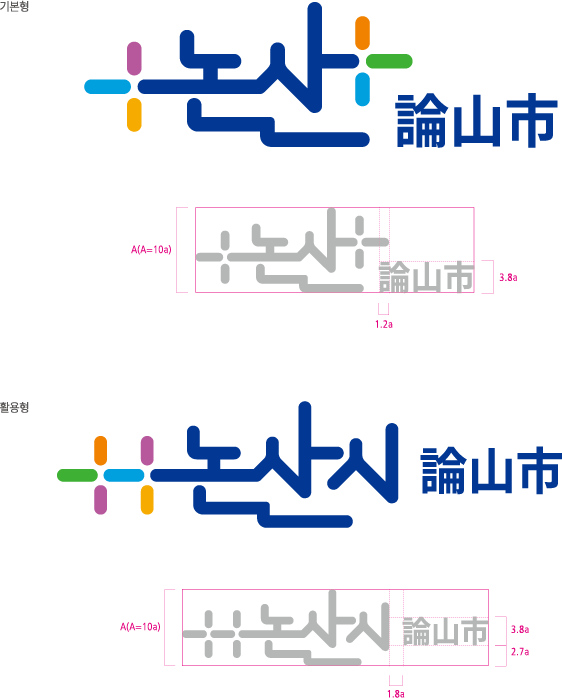 기본형
논산
論山市
A(A=10a)
논산
論山市
3.8a
1.2a
활용형
논산시
論山市
A(A=10a)
논산시
論山市
3.8a
2.7a
1.8a